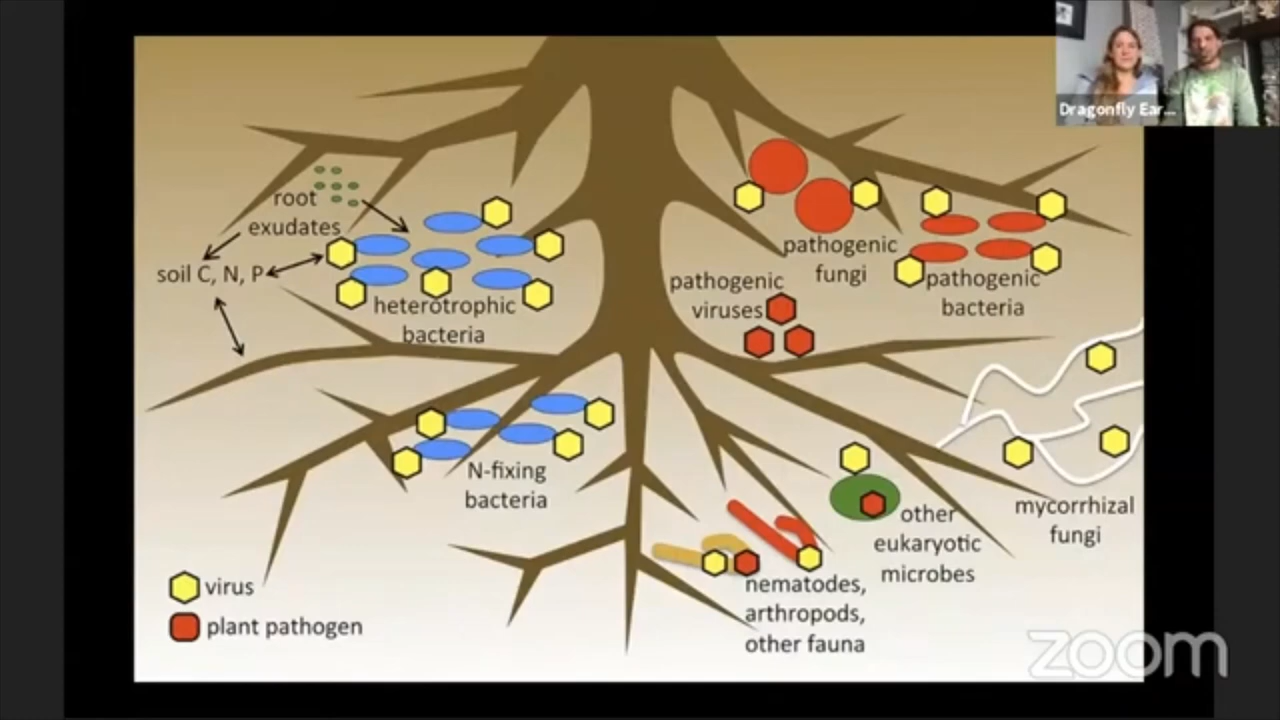 Dragonfly Ear...
root
exudates
soil C, N, P
heterotrophic
bacteria
pathogenic
fungi
pathogenic
bacteria
pathogenic
viruses
N-fixing
bacteria
mycorrhizal
fungi
other
eukaryotic
microbes
nematodes,
arthropods,
other fauna
virus
plant pathogen
zoom